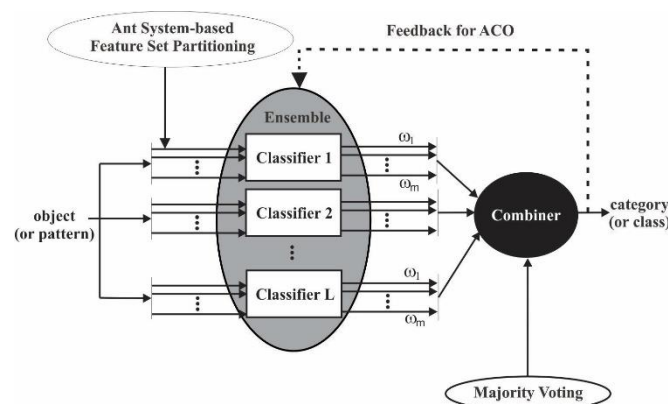 Ant System-based
Feature Set Partitioning
Feedback for ACO
Ensemble
Classifier 1
ω1
ωm
Classifier 2
object
(or pattern)
Combiner
category
(or class)
Classifier L
ω1
ωm
Majority Voting